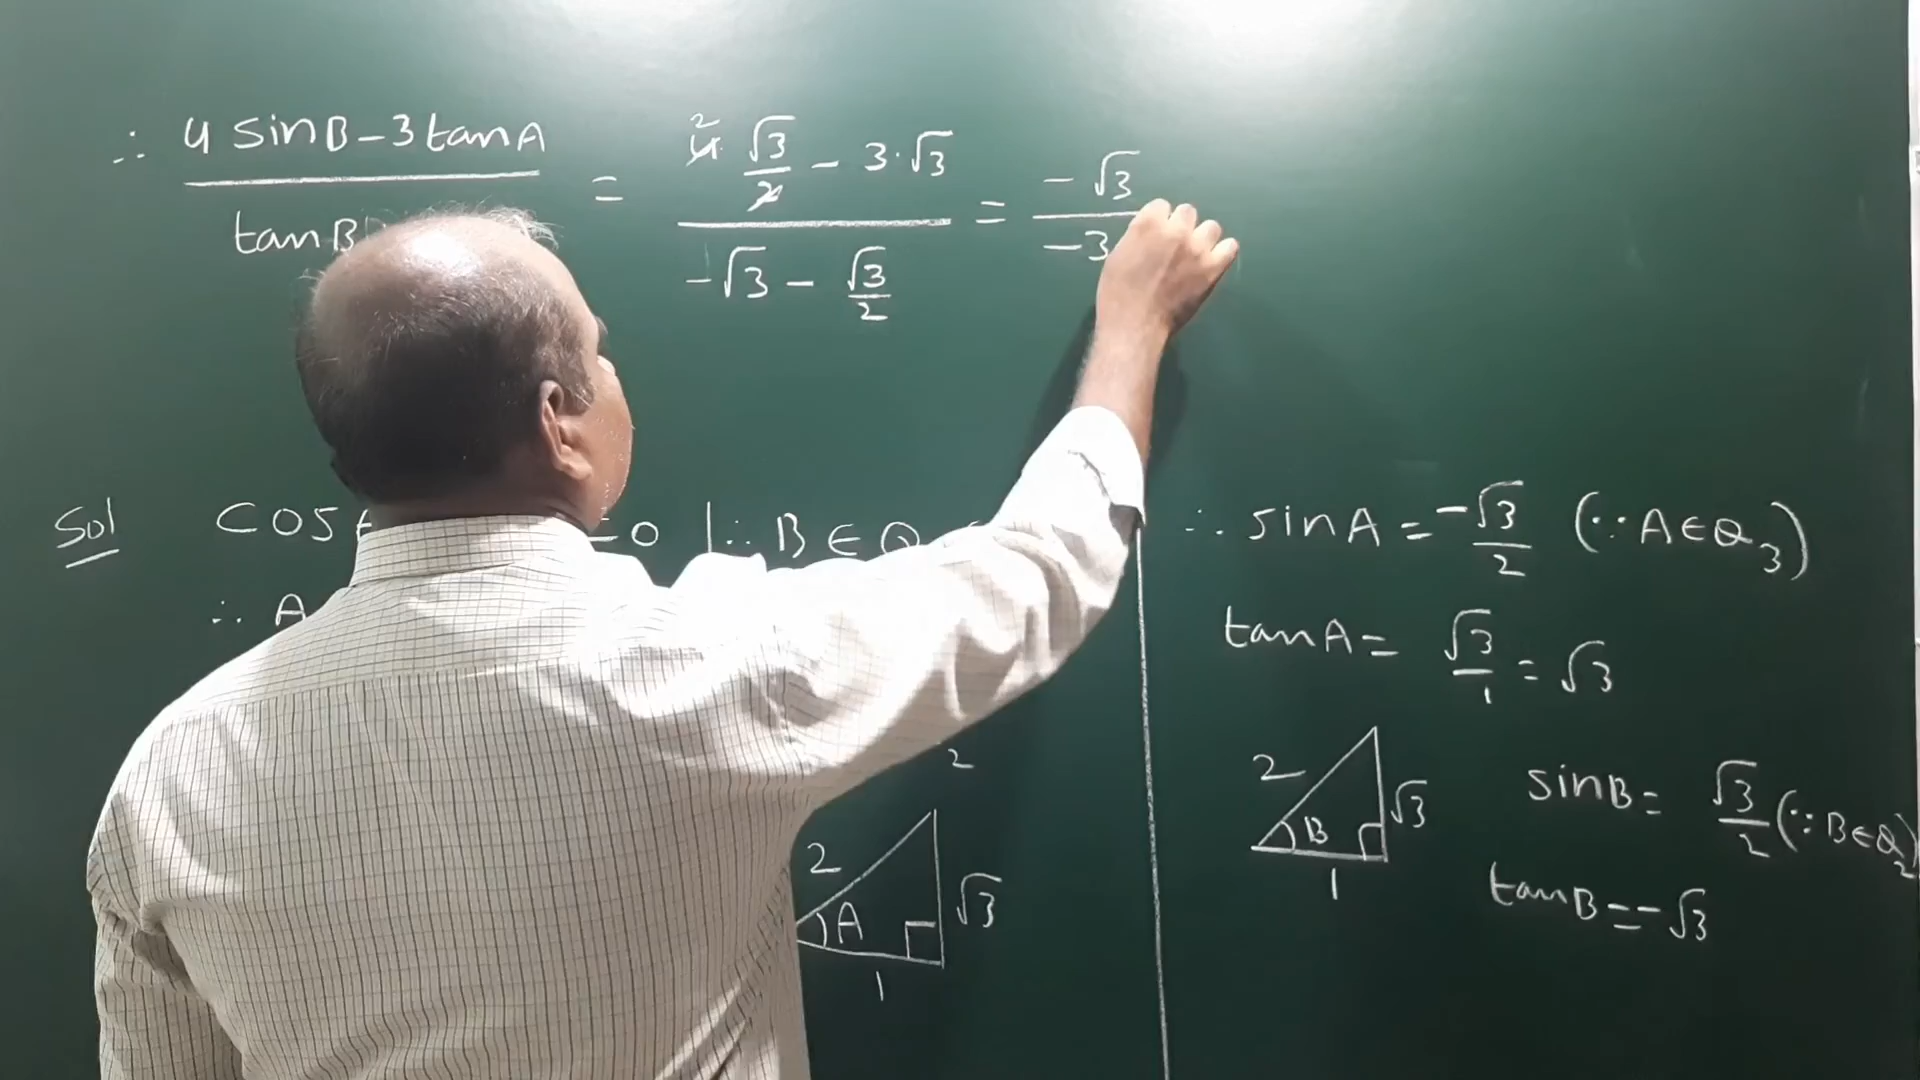 ∴ 4 sinB - 3 tanA
tanB
=
2
4 · √3/2 - 3 · √3
-√3 - √3/2
=
-√3
-3
Sol
COS
= 0
∵ B ∈ Q
∴ A
2
2
A
√3
1
∴ sinA = -√3/2 (∵ A ∈ Q₃)
tanA = √3/1 = √3
2
B
√3
1
sinB = √3/2 (∵ B ∈ Q₂)
tanB = -√3